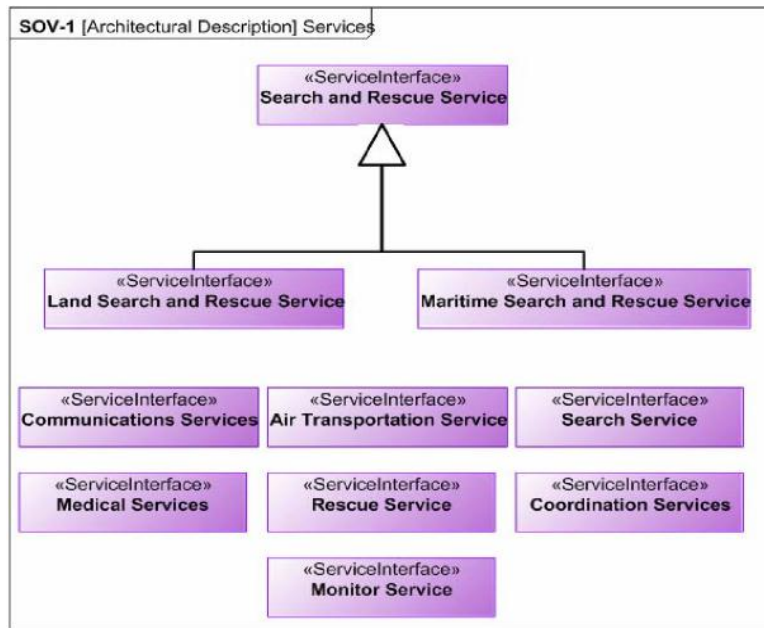 SOV-1 [Architectural Description] Services
«ServiceInterface»
Search and Rescue Service
«ServiceInterface»
Land Search and Rescue Service
«ServiceInterface»
Maritime Search and Rescue Service
«ServiceInterface»
Communications Services
«ServiceInterface»
Air Transportation Service
«ServiceInterface»
Search Service
«ServiceInterface»
Medical Services
«ServiceInterface»
Rescue Service
«ServiceInterface»
Coordination Services
«ServiceInterface»
Monitor Service